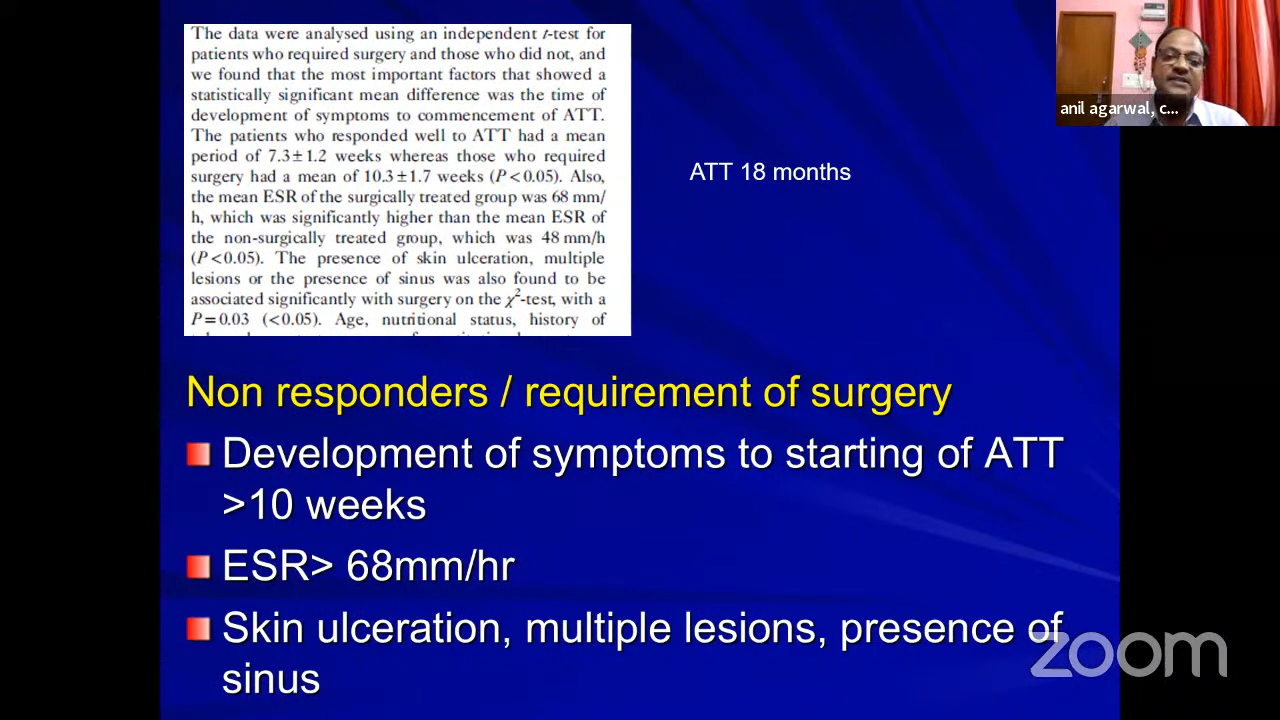 The data were analysed using an independent t-test for
patients who required surgery and those who did not, and
we found that the most important factors that showed a
statistically significant mean difference was the time of
development of symptoms to commencement of ATT.
The patients who responded well to ATT had a mean
period of 7.3±1.2 weeks whereas those who required
surgery had a mean of 10.3±1.7 weeks (P<0.05). Also,
the mean ESR of the surgically treated group was 68 mm/
h, which was significantly higher than the mean ESR of
the non-surgically treated group, which was 48 mm/h
(P<0.05). The presence of skin ulceration, multiple
lesions or the presence of sinus was also found to be
associated significantly with surgery on the χ²-test, with a
P=0.03 (<0.05). Age, nutritional status, history of
anil agarwal, c...
ATT 18 months
Non responders / requirement of surgery
Development of symptoms to starting of ATT
>10 weeks
ESR> 68mm/hr
Skin ulceration, multiple lesions, presence of
sinus
zoom